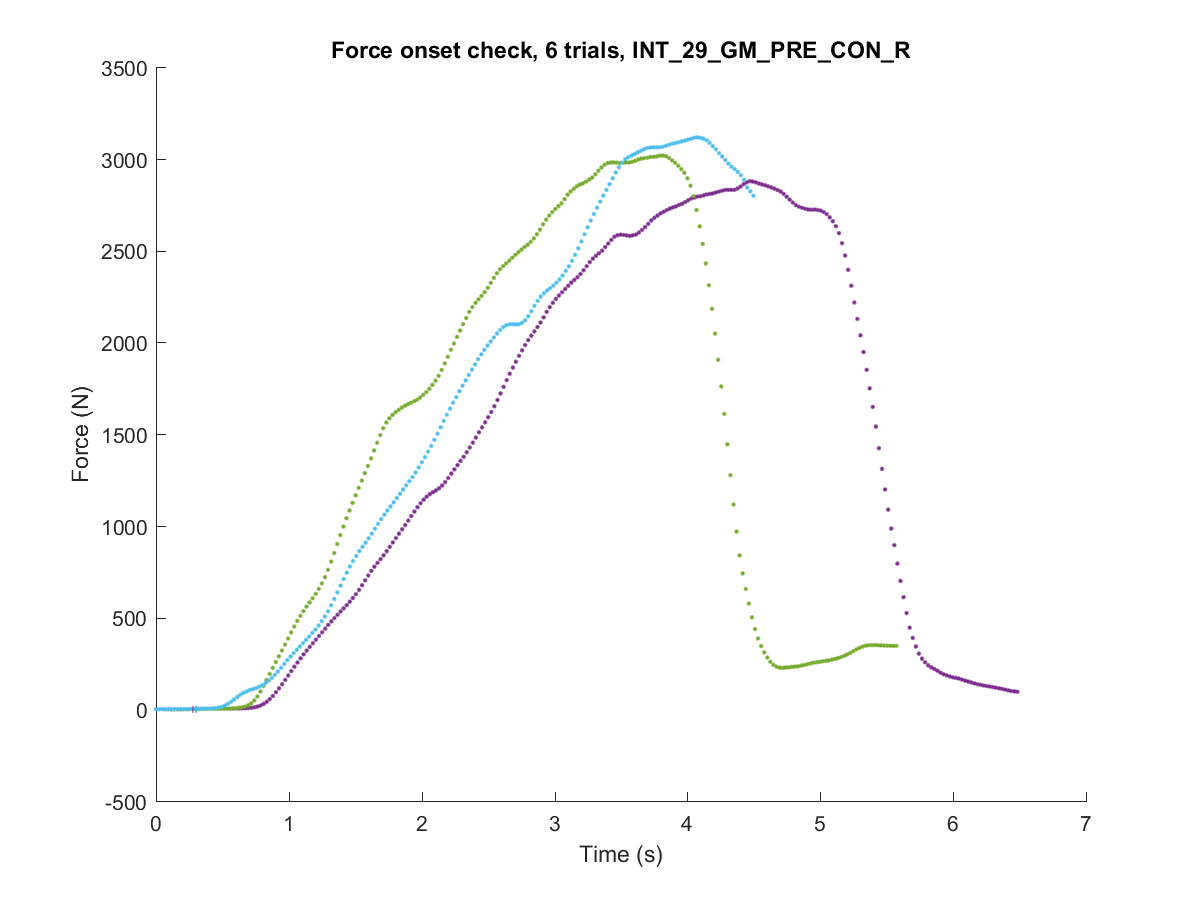 Force onset check, 6 trials, INT_29_GM_PRE_CON_R
3500
3000
2500
2000
1500
1000
500
0
-500
Force (N)
0 1 2 3 4 5 6 7
Time (s)